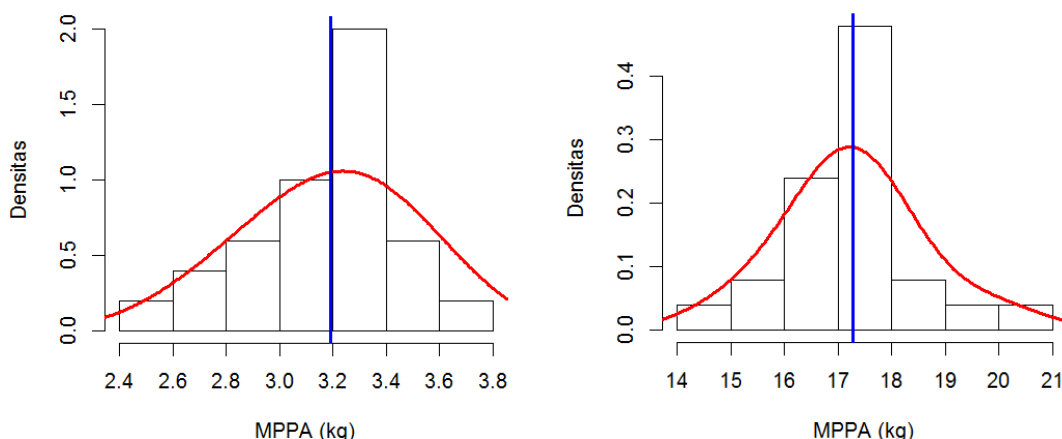 Densitas
0.0 0.5 1.0 1.5 2.0
2.4 2.6 2.8 3.0 3.2 3.4 3.6 3.8
MPPA (kg)
Densitas
0.0 0.1 0.2 0.3 0.4
14 15 16 17 18 19 20 21
MPPA (kg)